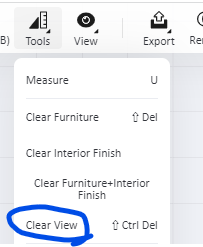 B) Tools View Export Re
Measure U
Clear Furniture ⇧ Del
Clear Interior Finish
Clear Furniture+Interior
Finish
Clear View ⇧ Ctrl Del